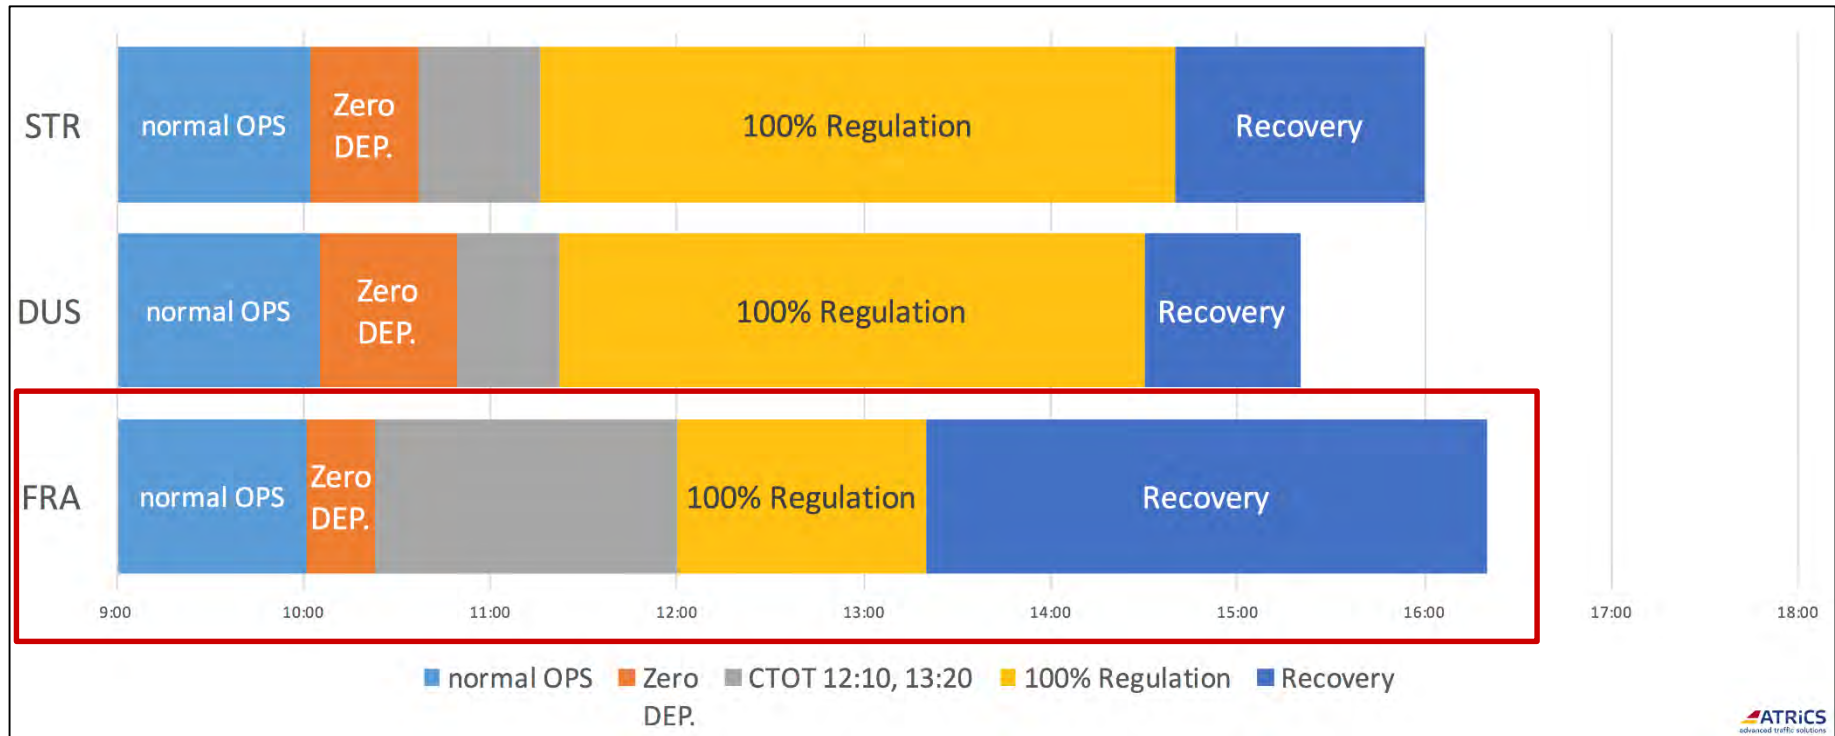 STR
normal OPS
Zero
DEP.
100% Regulation
Recovery
DUS
normal OPS
Zero
DEP.
100% Regulation
Recovery
FRA
normal OPS
Zero
DEP.
100% Regulation
Recovery
9:00 10:00 11:00 12:00 13:00 14:00 15:00 16:00 17:00 18:00
normal OPS Zero DEP. CTOT 12:10, 13:20 100% Regulation Recovery
ATRiCS
advanced traffic solutions